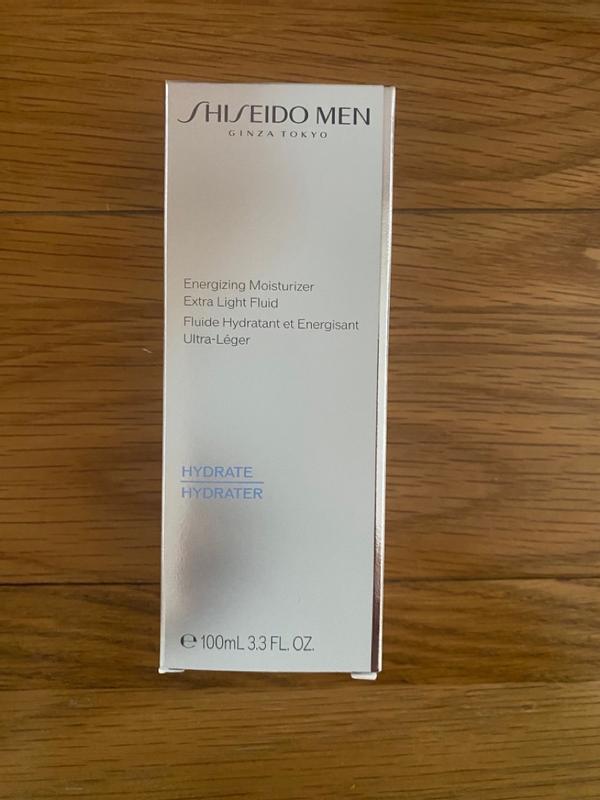 SHISEIDO MEN
GINZA TOKYO
Energizing Moisturizer
Extra Light Fluid
Fluide Hydratant et Energisant
Ultra-Léger
HYDRATE
HYDRATER
℮ 100mL 3.3 FL. OZ.